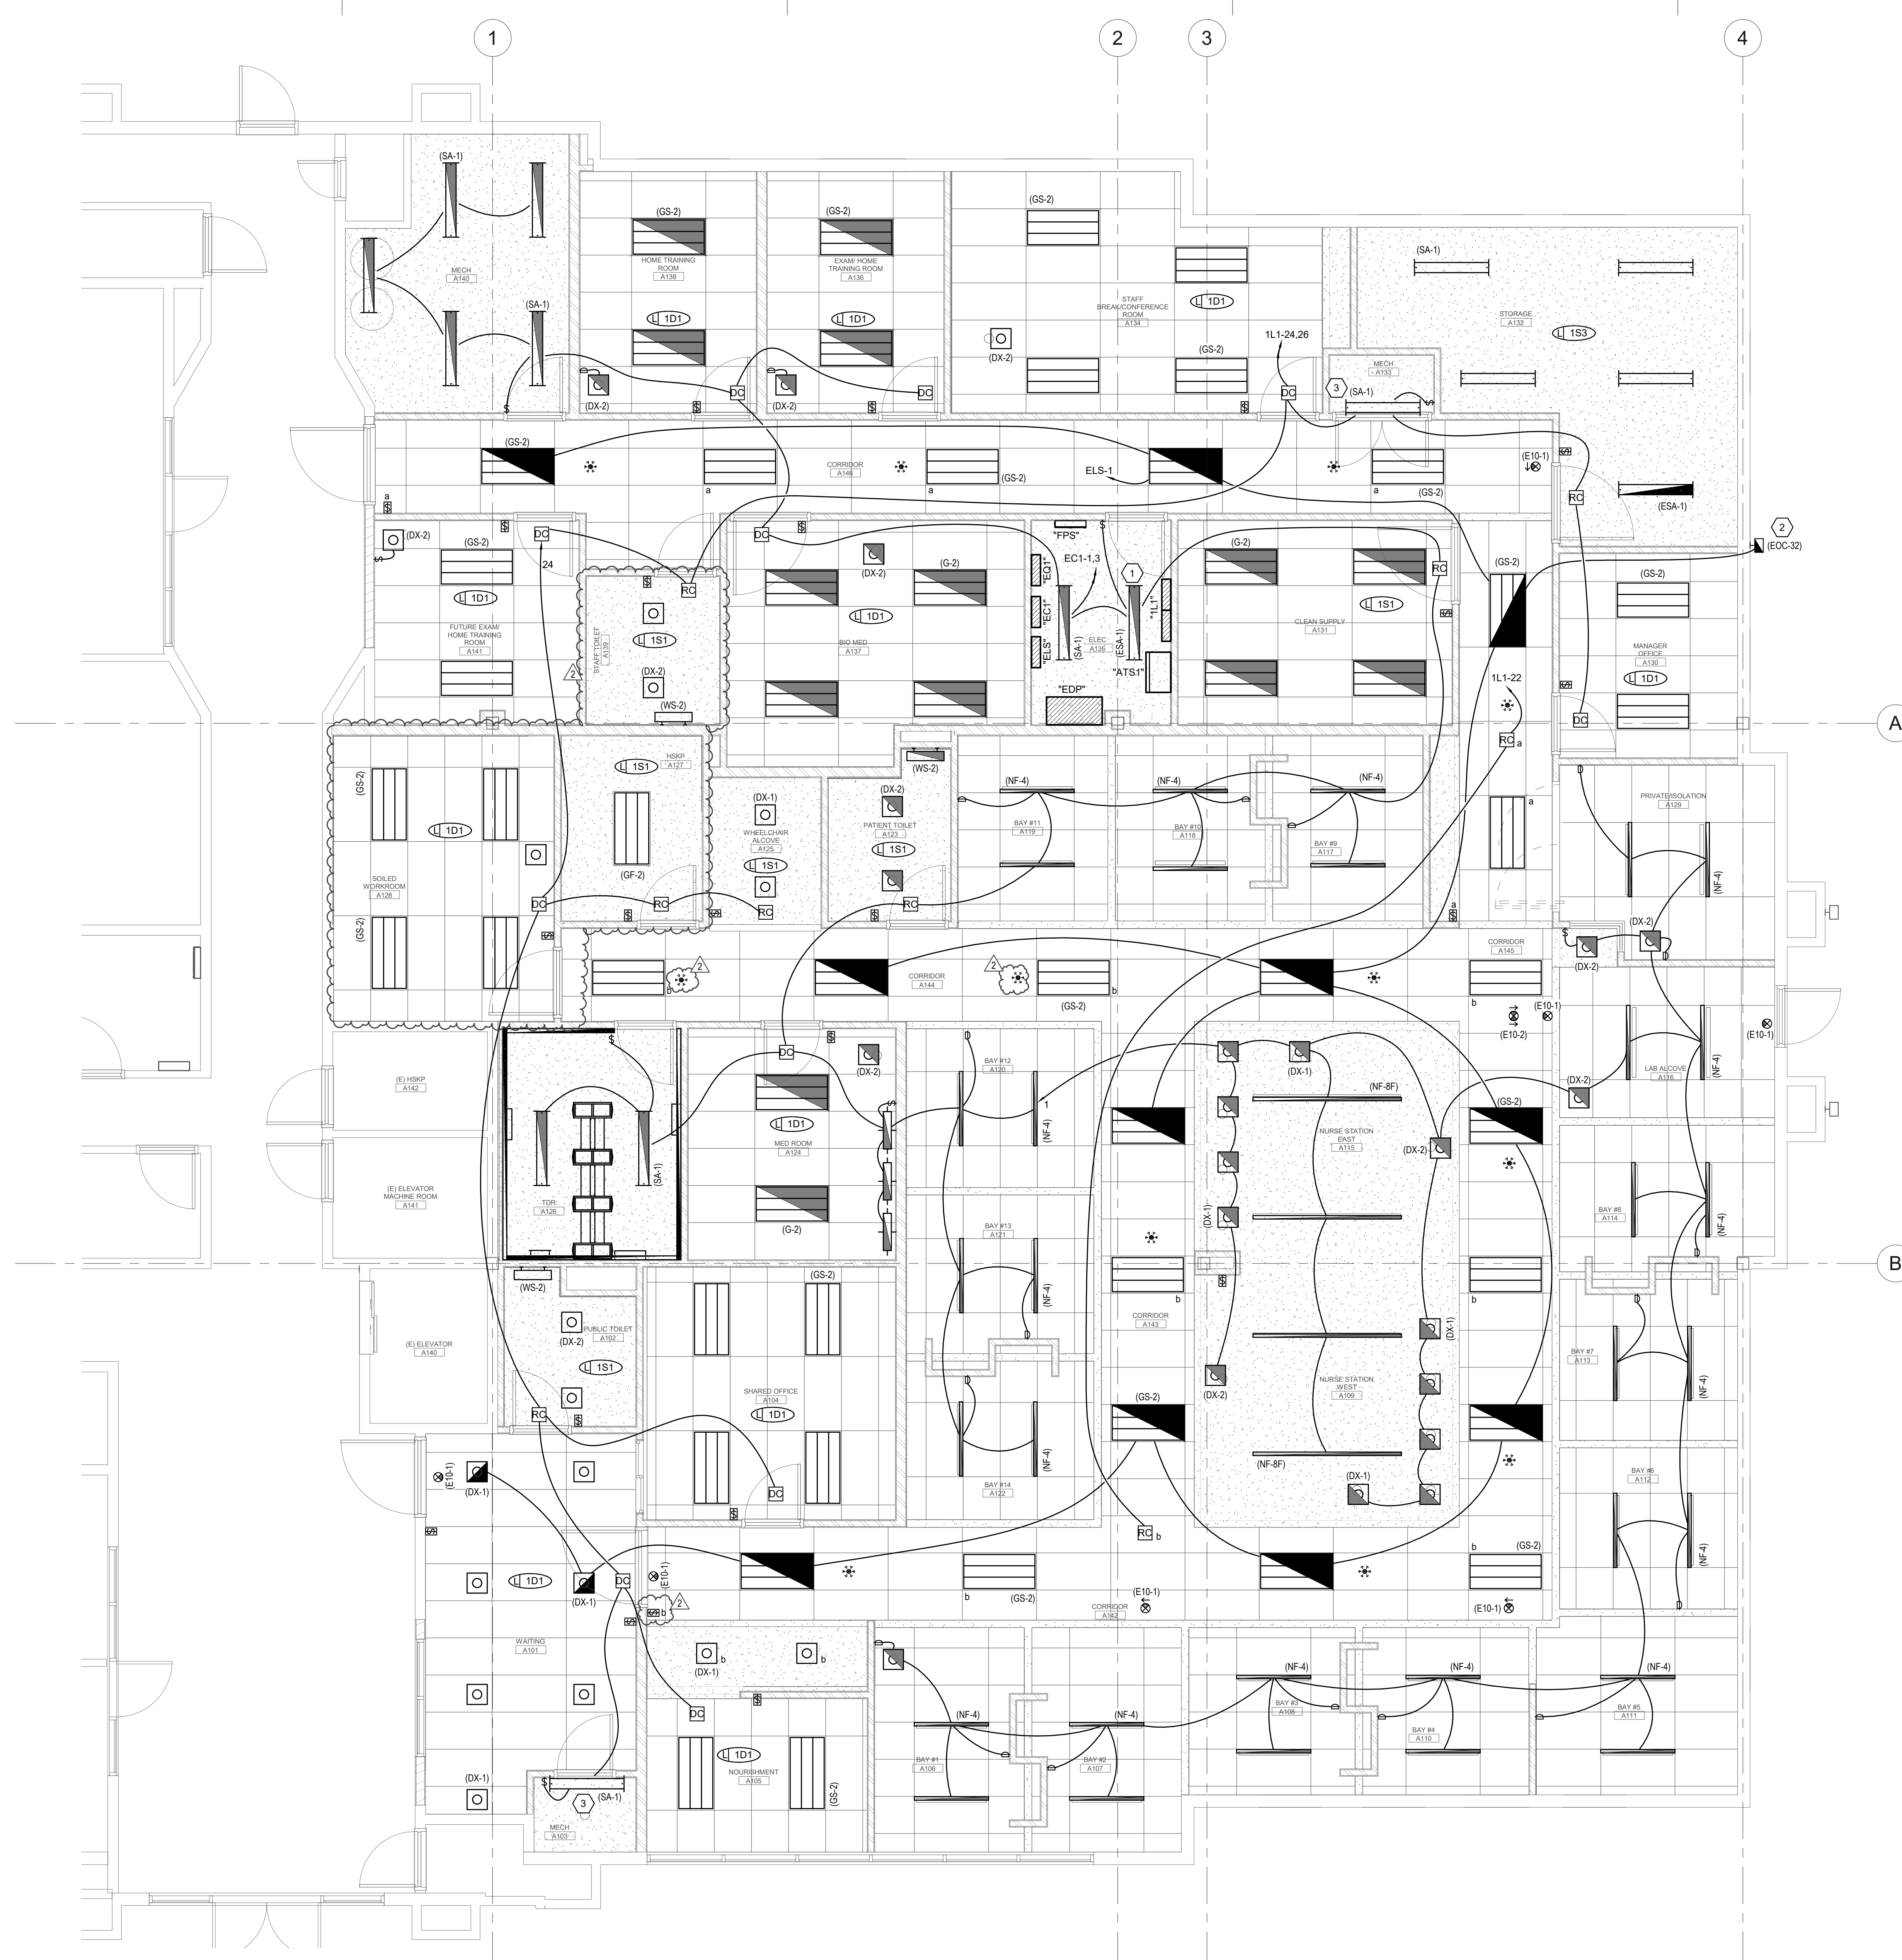 1
2
3
4
(SA-1)
MECH
A140
(SA-1)
$
(GS-2)
HOME TRAINING
ROOM
A138
L 1D1
(DX-2)
DC
$
(GS-2)
EXAM/ HOME
TRAINING ROOM
A136
L 1D1
(DX-2)
DC
$
(GS-2)
STAFF
BREAK/CONFERENCE
ROOM
A134
L 1D1
(DX-2)
(GS-2)
1L1-24,26
DC
$
MECH
A133
3
(SA-1)
$
(SA-1)
STORAGE
A132
L 1S3
(ESA-1)
RC
$
2
(EOC-32)
(GS-2)
CORRIDOR
A146
(GS-2)
ELS-1
(GS-2)
(E10-1)
a
a
a
a
$
(DX-2)
$
(GS-2)
DC
24
L 1D1
FUTURE EXAM/
HOME TRAINING
ROOM
A141
$
RC
L 1S1
STAFF TOILET
A139
(DX-2)
(WS-2)
2
DC
$
(DX-2)
(G-2)
L 1D1
BIO MED
A137
"FPS"
$
"EQ1"
"EC1"
"ELS"
EC1-1,3
1
"1L1"
(SA-1)
ELEC
A135
(ESA-1)
"ATS1"
"EDP"
(G-2)
RC
L 1S1
CLEAN SUPPLY
A131
$
(GS-2)
1L1-22
RC
a
a
a
(GS-2)
MANAGER
OFFICE
A130
L 1D1
DC
$
A
(GS-2)
L 1D1
SOILED
WORKROOM
A128
(GS-2)
DC
$
HSKP
A127
L 1S1
(GF-2)
RC
$
(DX-1)
WHEELCHAIR
ALCOVE
A125
L 1S1
RC
$
(WS-2)
(DX-2)
PATIENT TOILET
A123
L 1S1
RC
$
(NF-4)
BAY #11
A119
(NF-4)
BAY #10
A118
(NF-4)
BAY #9
A117
PRIVATE/ISOLATION
A129
(NF-4)
(DX-2)
$
(DX-2)
2
b
CORRIDOR
A144
2
(GS-2)
b
CORRIDOR
A145
b
(E10-1)
(E10-2)
(E10-1)
(E) HSKP
A142
(E) ELEVATOR
MACHINE ROOM
A141
$
TDR
A126
(SA-1)
DC
$
(DX-2)
L 1D1
MED ROOM
A124
(G-2)
$
BAY #12
A120
1
(NF-4)
BAY #13
A121
(NF-4)
BAY #14
A122
(NF-4)
(DX-1)
(NF-8F)
NURSE STATION
EAST
A115
(DX-2)
(DX-1)
(DX-1)
NURSE STATION
WEST
A109
(DX-2)
(NF-8F)
(DX-1)
(GS-2)
(DX-2)
LAB ALCOVE
A116
(NF-4)
BAY #8
A114
(NF-4)
B
(WS-2)
PUBLIC TOILET
A102
(DX-2)
L 1S1
RC
$
(E) ELEVATOR
A140
(GS-2)
SHARED OFFICE
A104
L 1D1
DC
$
b
CORRIDOR
A143
$
(GS-2)
b
BAY #7
A113
(NF-4)
BAY #6
A112
(NF-4)
(E10-1)
(DX-1)
$
L 1D1
(DX-1)
DC
(E10-1)
2
$
b
$
WAITING
A101
(DX-1)
b
(GS-2)
CORRIDOR
A142
(E10-1)
b
(GS-2)
(E10-1)
(DX-1)
b
b
$
DC
L 1D1
NOURISHMENT
A105
(GS-2)
$
(SA-1)
3
MECH
A103
(NF-4)
BAY #1
A106
(NF-4)
BAY #2
A107
(NF-4)
BAY #3
A108
(NF-4)
BAY #4
A110
(NF-4)
BAY #5
A111
RC
b